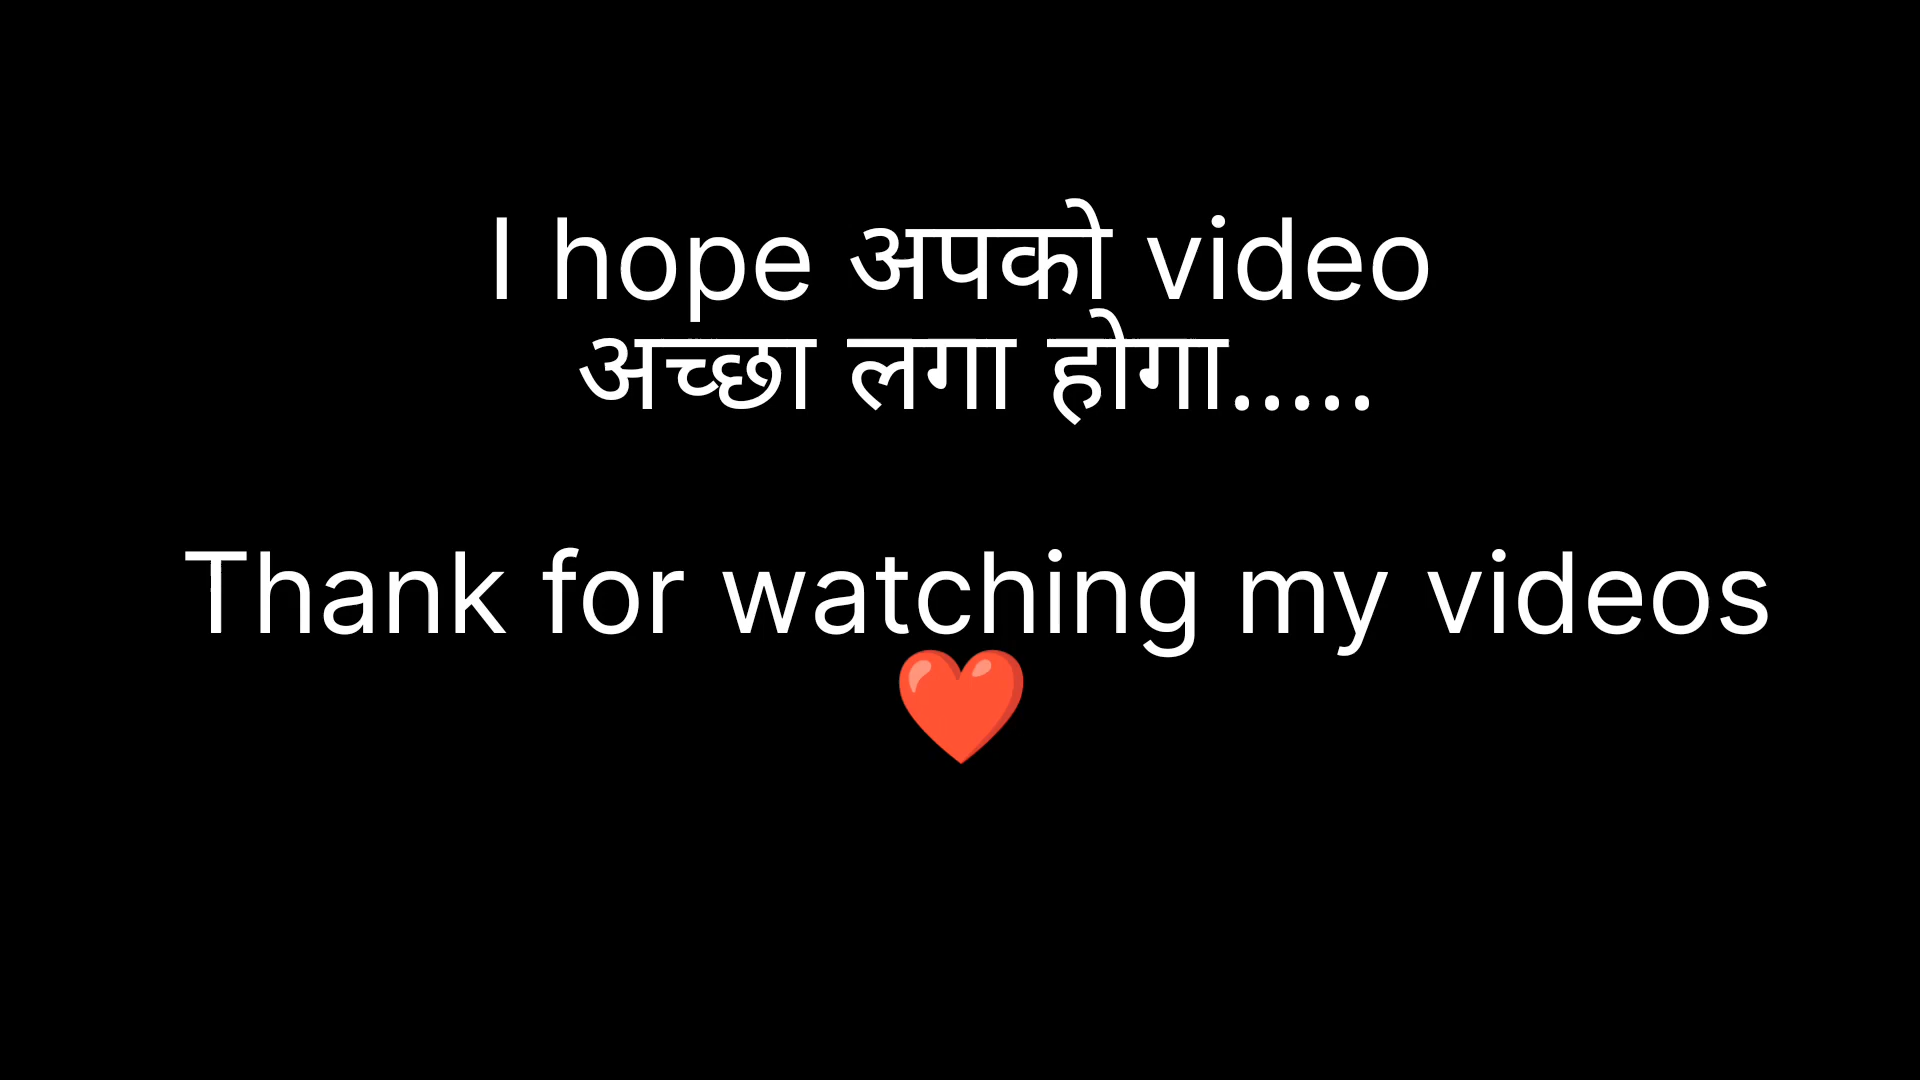 I hope अपको video
अच्छा लगा होगा.....
Thank for watching my videos
❤️